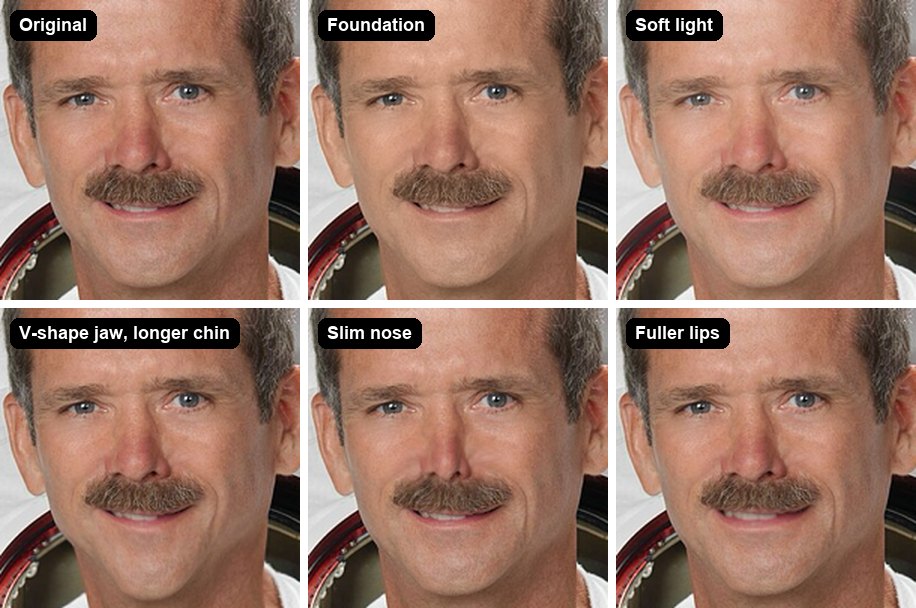 Original
Foundation
Soft light
V-shape jaw, longer chin
Slim nose
Fuller lips